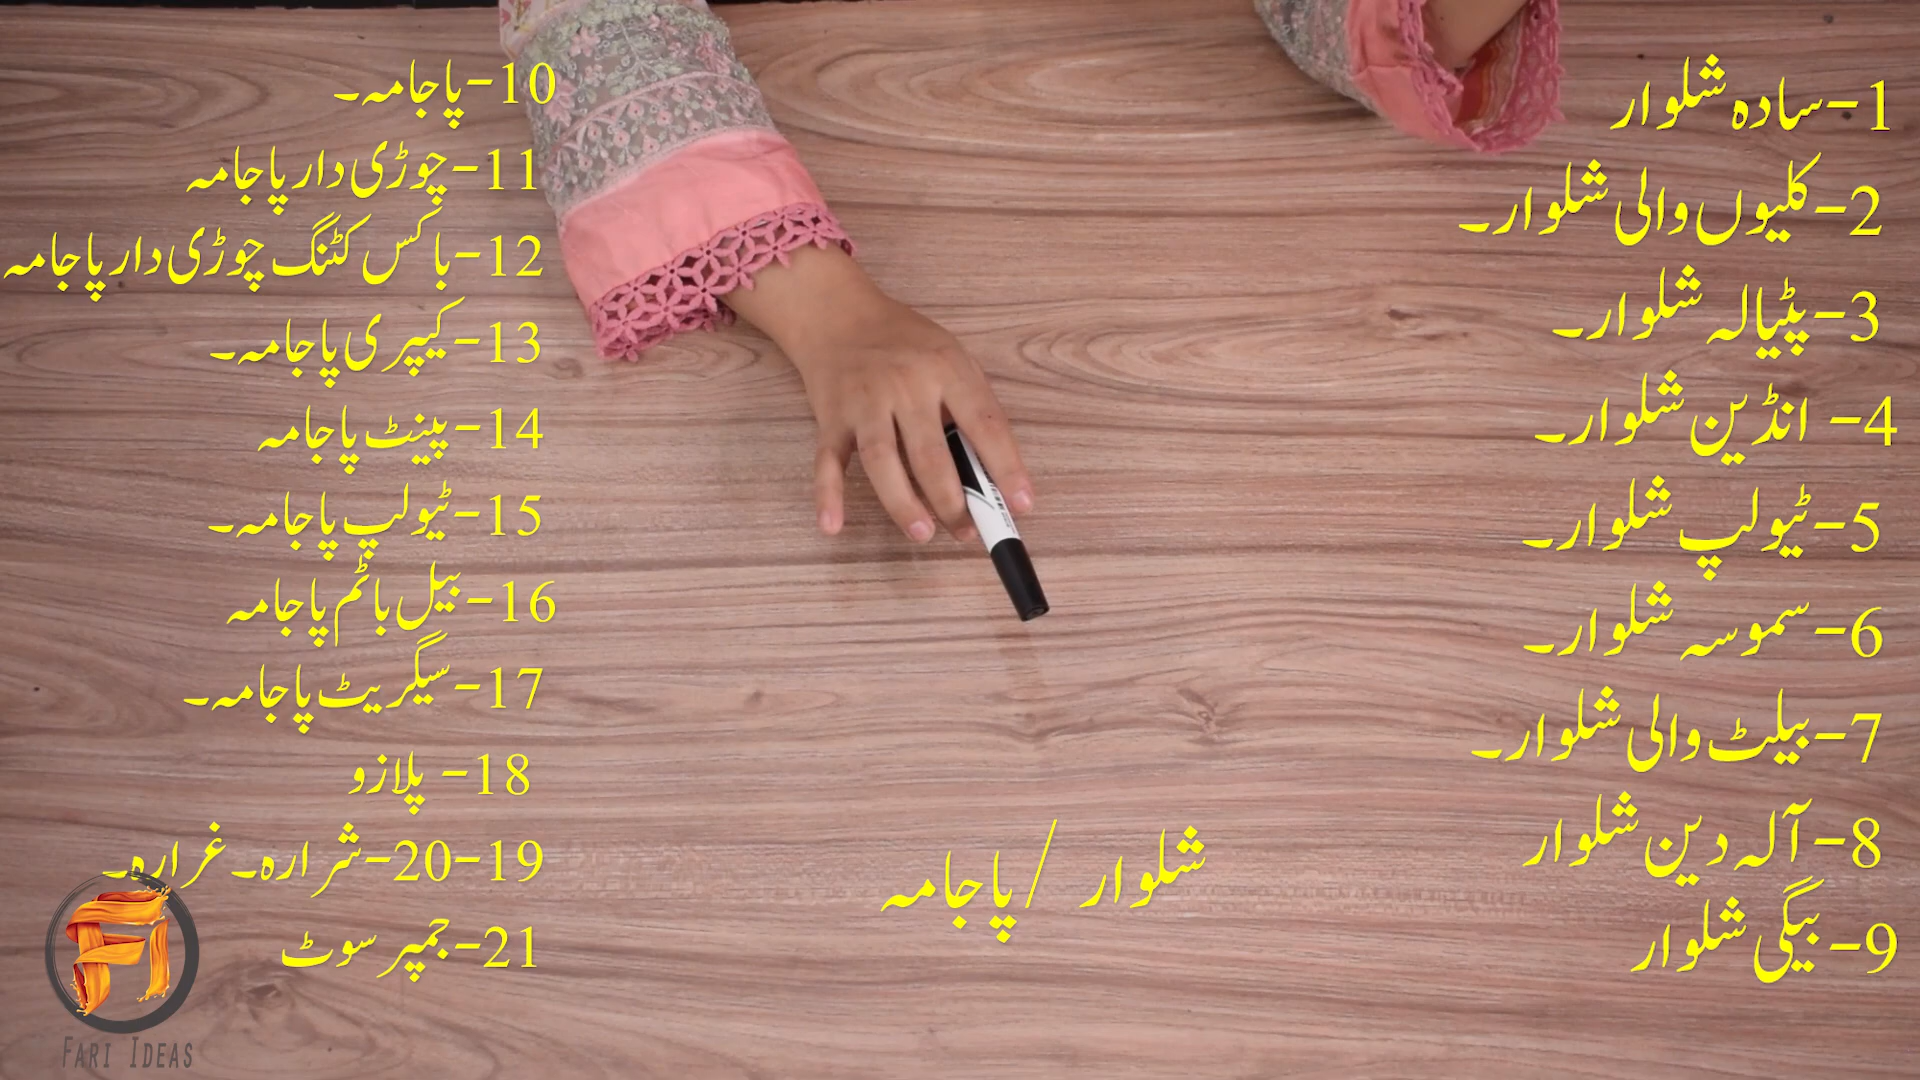 1-سادہ شلوار
2-کلیوں والی شلوار۔
3-پٹیالہ شلوار۔
4- انڈین شلوار۔
5-ٹیولپ شلوار۔
6-سموسہ شلوار۔
7-بیلٹ والی شلوار۔
8-آلہ دین شلوار
9-بیگی شلوار
10-پاجامہ۔
11-چوڑی دار پاجامہ
12-باکس کٹنگ چوڑی دار پاجامہ
13-کیپری پاجامہ۔
14-پینٹ پاجامہ
15-ٹیولپ پاجامہ۔
16-بیل باٹم پاجامہ
17-سیگریٹ پاجامہ۔
18- پلازو
19-20-شرارہ۔غرارہ۔
21-جمپر سوٹ
شلوار / پاجامہ
FARI IDEAS